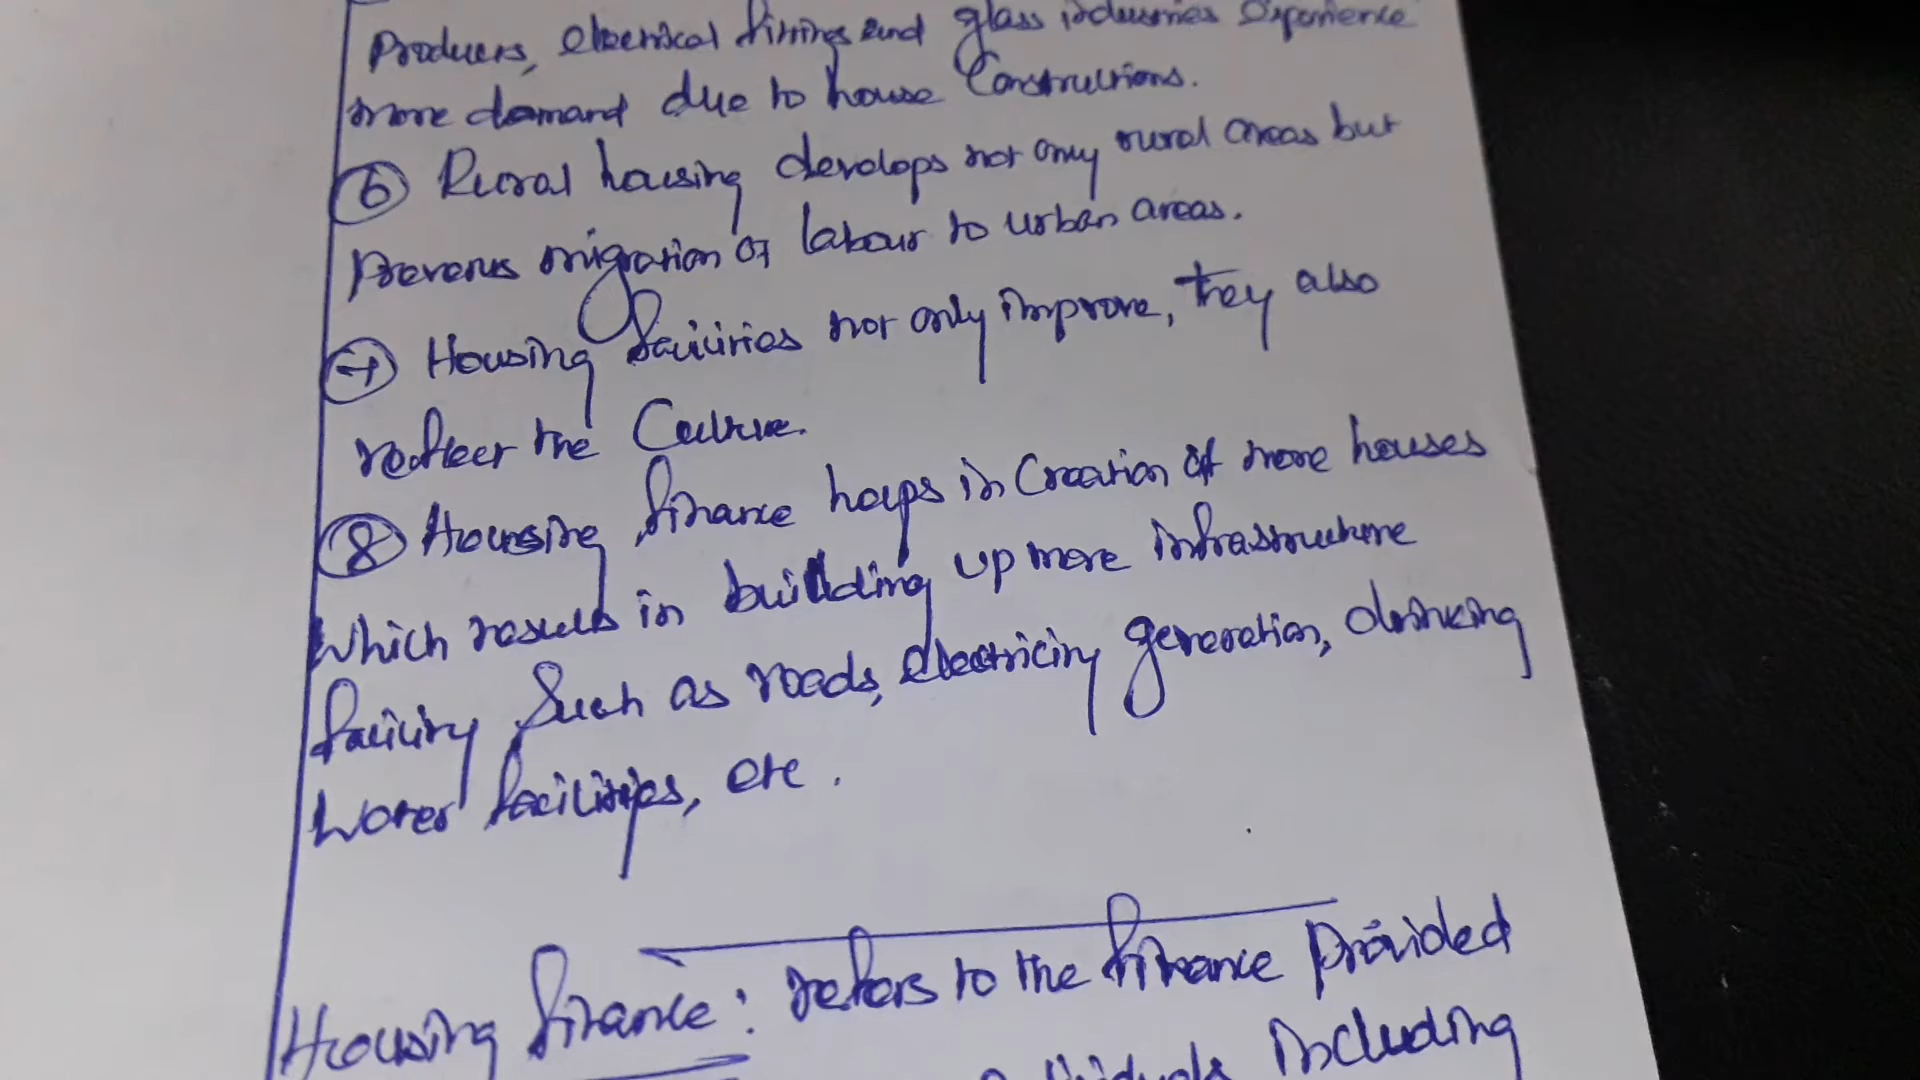 Producers, electrical fittings and glass industries experience
more demand due to house Constructions.
⑥ Rural housing develops not only rural areas but
Prevents migration of labour to urban areas.
⑦ Housing facilities not only improve, they also
reflect the Culture.
⑧ Housing finance helps in Creation of more houses
Which results in building up more infrastructure
facility Such as roads, electricity generation, drinking
Water facilities, etc.
Housing finance: refers to the finance Provided
including